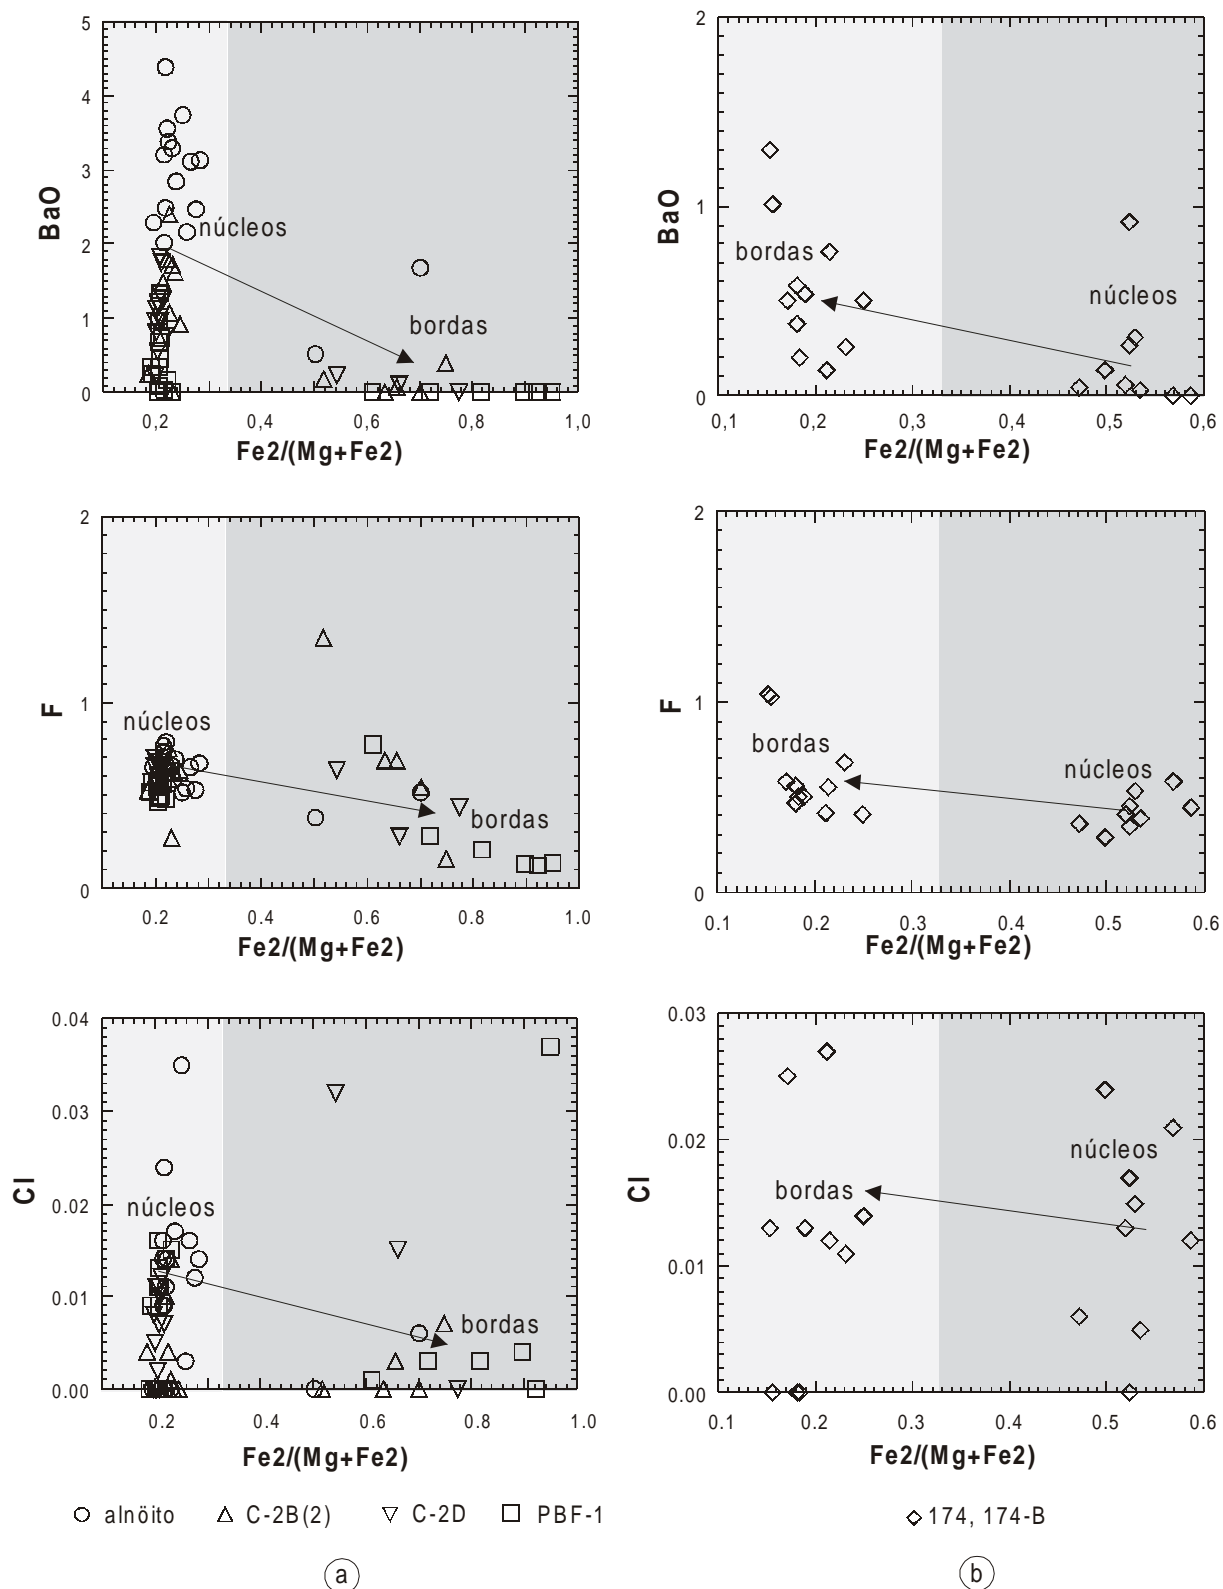 5
4
3
2
1
0
BaO
núcleos
bordas
0,2
0,4
0,6
0,8
1,0
Fe2/(Mg+Fe2)
2
1
0
BaO
bordas
núcleos
0,1
0,2
0,3
0,4
0,5
0,6
Fe2/(Mg+Fe2)
2
1
0
F
núcleos
bordas
0.2
0.4
0.6
0.8
1.0
Fe2/(Mg+Fe2)
2
1
0
F
bordas
núcleos
0.1
0.2
0.3
0.4
0.5
0.6
Fe2/(Mg+Fe2)
0.04
0.03
0.02
0.01
0.00
Cl
núcleos
bordas
0.2
0.4
0.6
0.8
1.0
Fe2/(Mg+Fe2)
0.03
0.02
0.01
0.00
Cl
núcleos
bordas
0.1
0.2
0.3
0.4
0.5
0.6
Fe2/(Mg+Fe2)
alnöito C-2B(2) C-2D PBF-1
174, 174-B
a
b